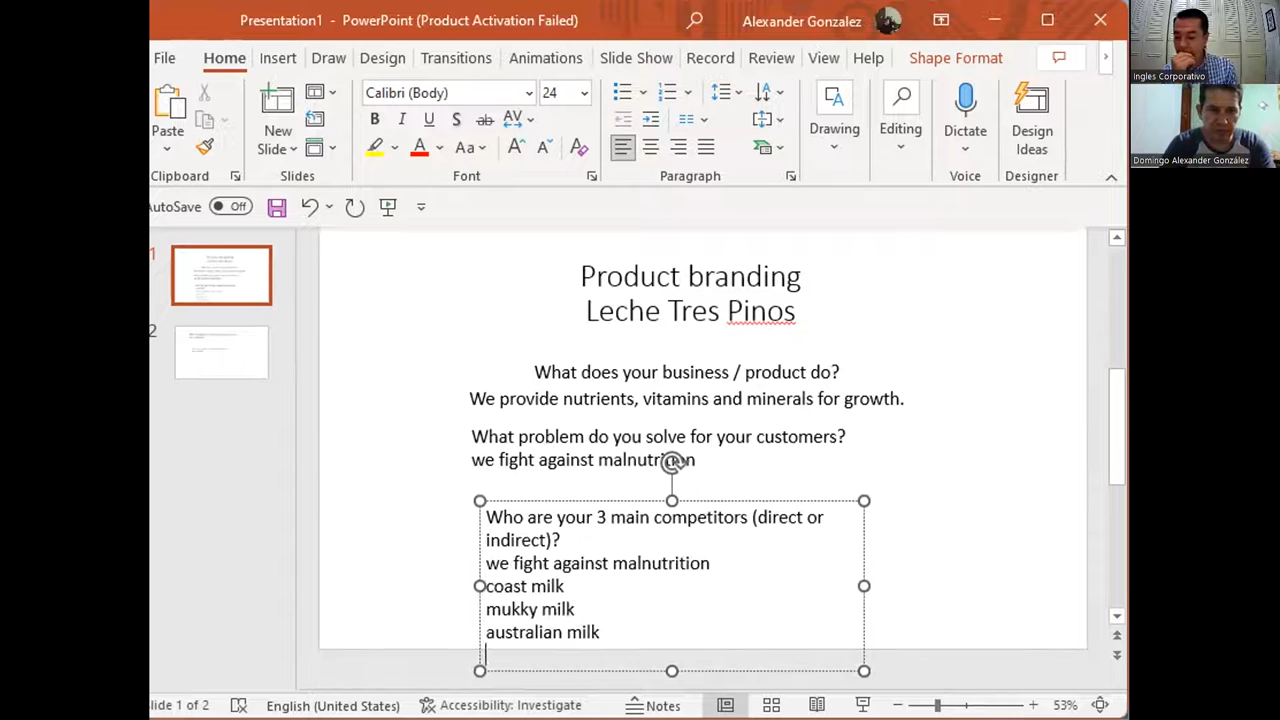 Presentation1 - PowerPoint (Product Activation Failed)
Alexander Gonzalez
File Home Insert Draw Design Transitions Animations Slide Show Record Review View Help Shape Format
Paste
New Slide
Calibri (Body) 24
Drawing
Editing
Dictate
Design Ideas
Clipboard Slides Font Paragraph Voice Designer
AutoSave Off
1
2
Product branding
Leche Tres Pinos
What does your business / product do?
We provide nutrients, vitamins and minerals for growth.
What problem do you solve for your customers?
we fight against malnutrition
Who are your 3 main competitors (direct or
indirect)?
we fight against malnutrition
coast milk
mukky milk
australian milk
Slide 1 of 2 English (United States) Accessibility: Investigate Notes 53%
Ingles Corporativo
Domingo Alexander González